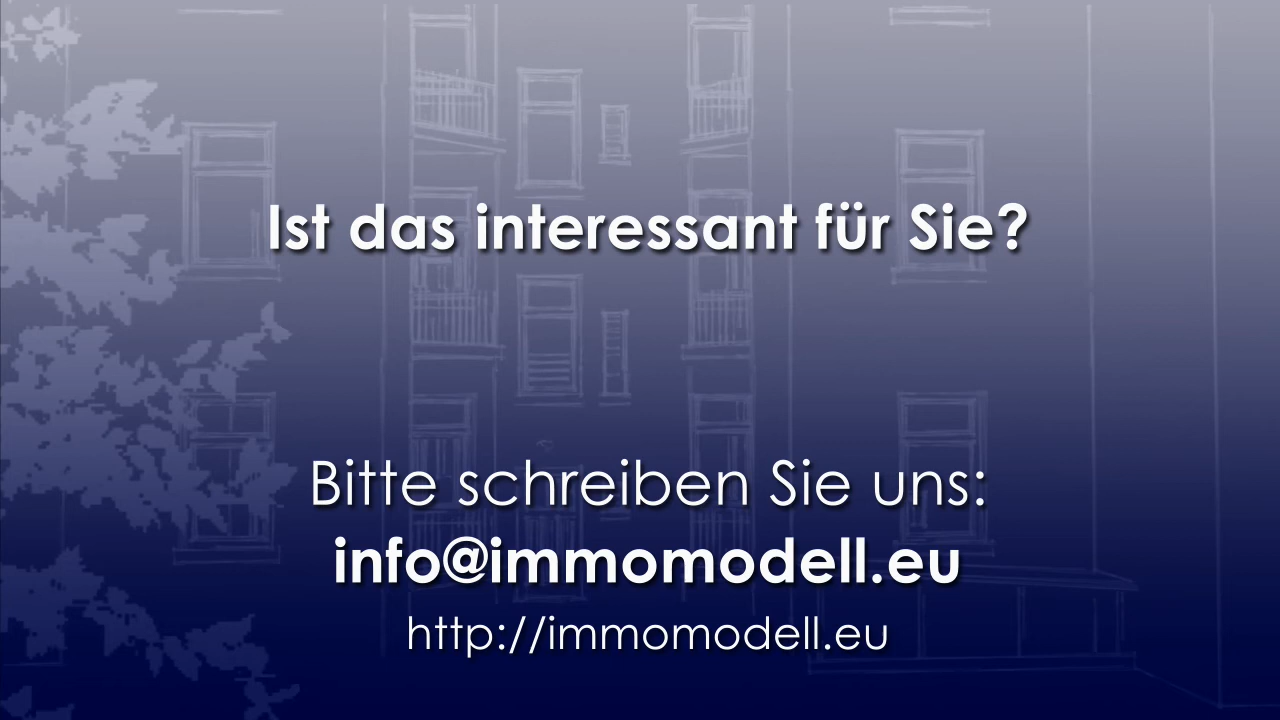 Ist das interessant für Sie?
Bitte schreiben Sie uns:
info@immomodell.eu
http://immomodell.eu